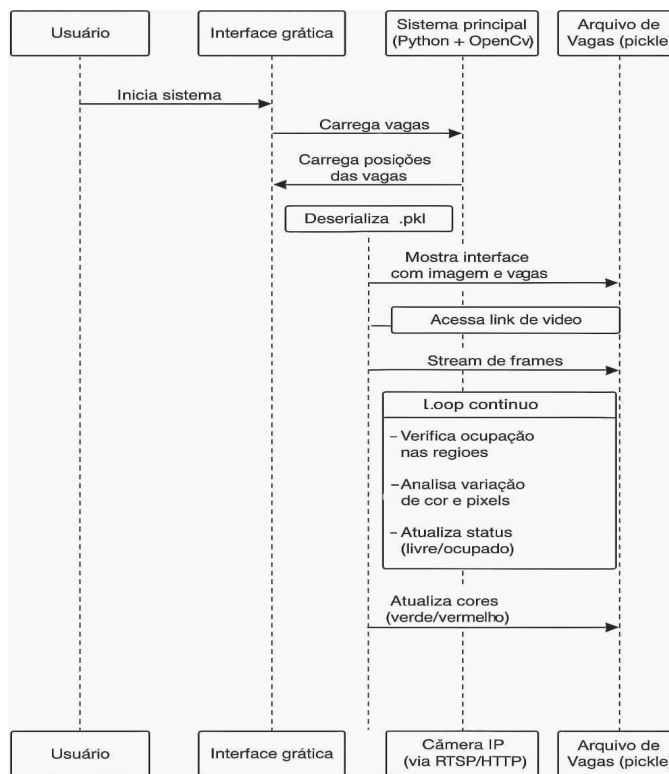 Usuário
Interface grática
Sistema principal
(Python + OpenCv)
Arquivo de
Vagas (pickle)
Inicia sistema
Carrega vagas
Carrega posições
das vagas
Deserializa .pkl
Mostra interface
com imagem e vagas
Acessa link de video
Stream de frames
Loop continuo
– Verifica ocupação
nas regioes
– Analisa variação
de cor e pixels
– Atualiza status
(livre/ocupado)
Atualiza cores
(verde/vermelho)
Usuário
Interface grática
Câmera IP
(via RTSP/HTTP)
Arquivo de
Vagas (pickle)